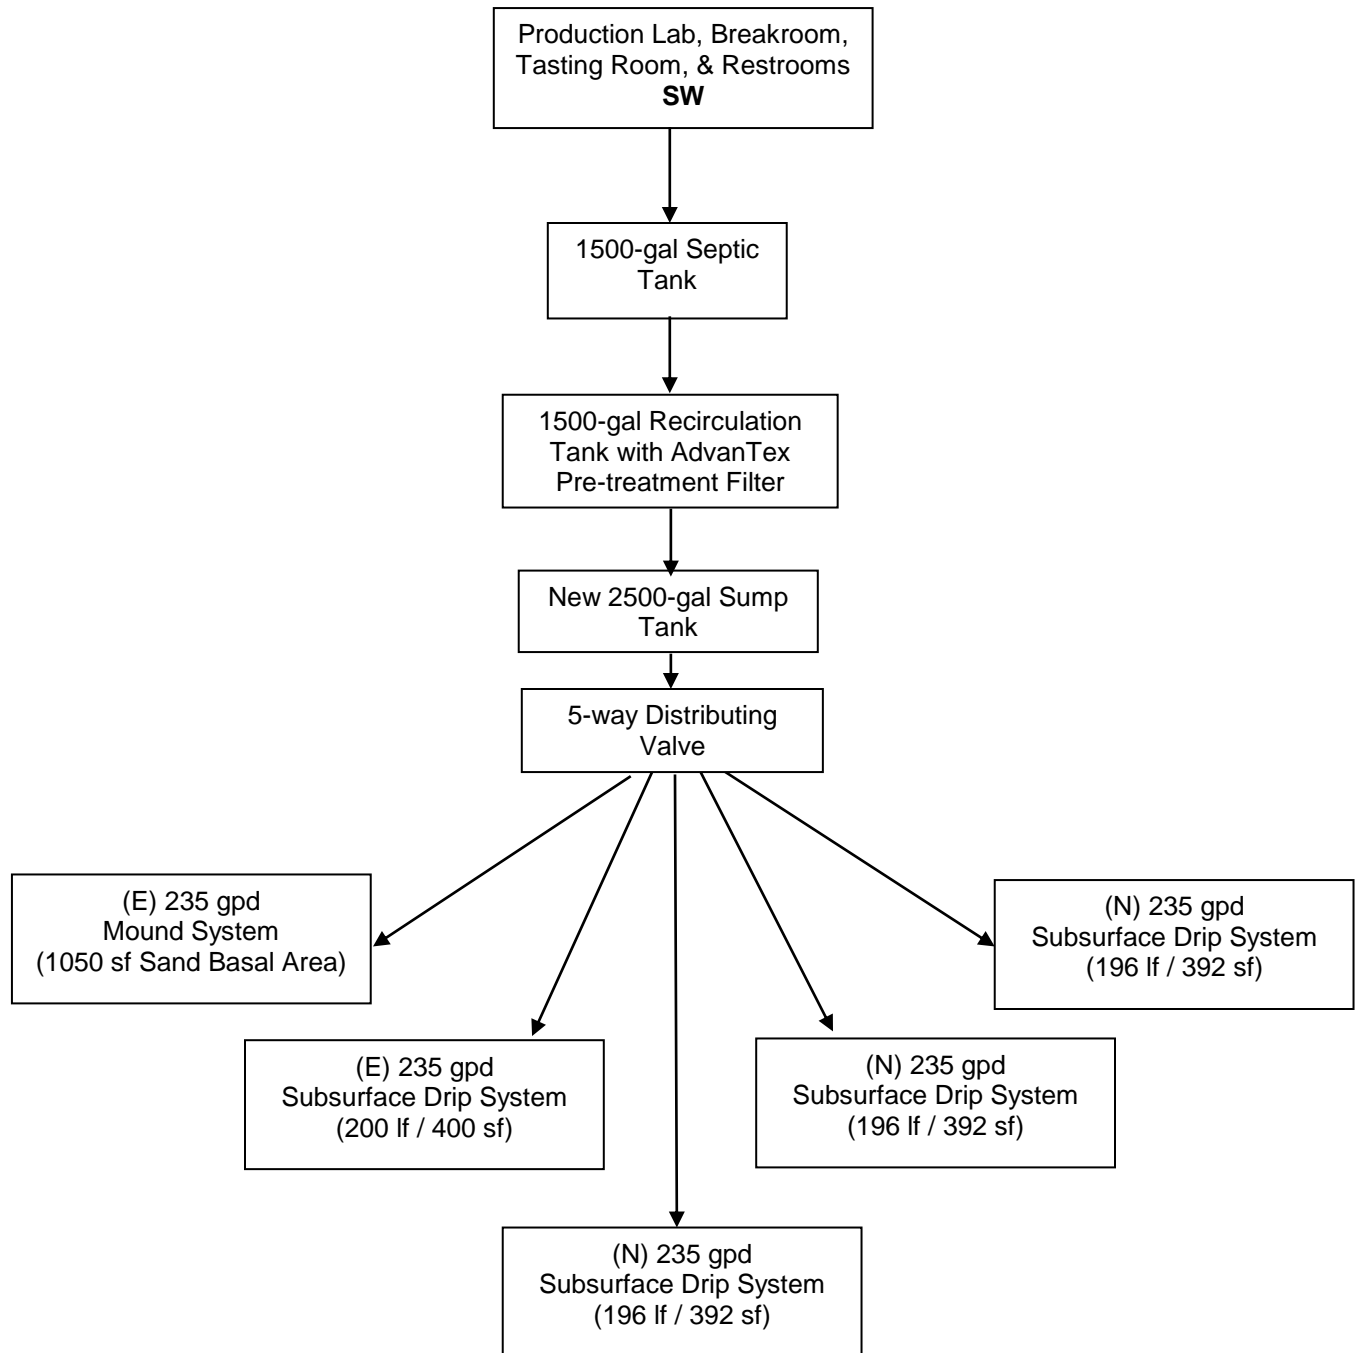 Production Lab, Breakroom,
Tasting Room, & Restrooms
SW
1500-gal Septic
Tank
1500-gal Recirculation
Tank with AdvanTex
Pre-treatment Filter
New 2500-gal Sump
Tank
5-way Distributing
Valve
(E) 235 gpd
Mound System
(1050 sf Sand Basal Area)
(E) 235 gpd
Subsurface Drip System
(200 lf / 400 sf)
(N) 235 gpd
Subsurface Drip System
(196 lf / 392 sf)
(N) 235 gpd
Subsurface Drip System
(196 lf / 392 sf)
(N) 235 gpd
Subsurface Drip System
(196 lf / 392 sf)